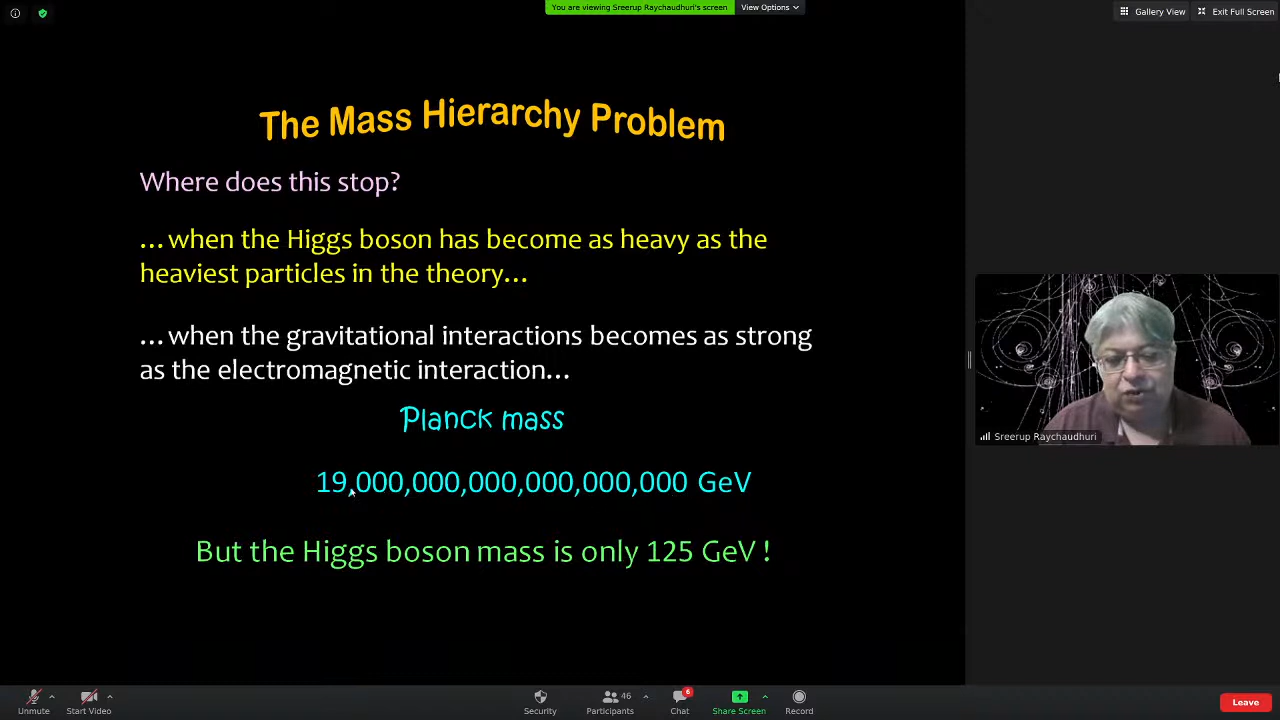 You are viewing Sreerup Raychaudhuri's screen
View Options
Gallery View
Exit Full Screen
The Mass Hierarchy Problem
Where does this stop?
…when the Higgs boson has become as heavy as the
heaviest particles in the theory…
…when the gravitational interactions becomes as strong
as the electromagnetic interaction…
Planck mass
19,000,000,000,000,000,000 GeV
But the Higgs boson mass is only 125 GeV !
Sreerup Raychaudhuri
Unmute
Start Video
Security
46
Participants
6
Chat
Share Screen
Record
Leave